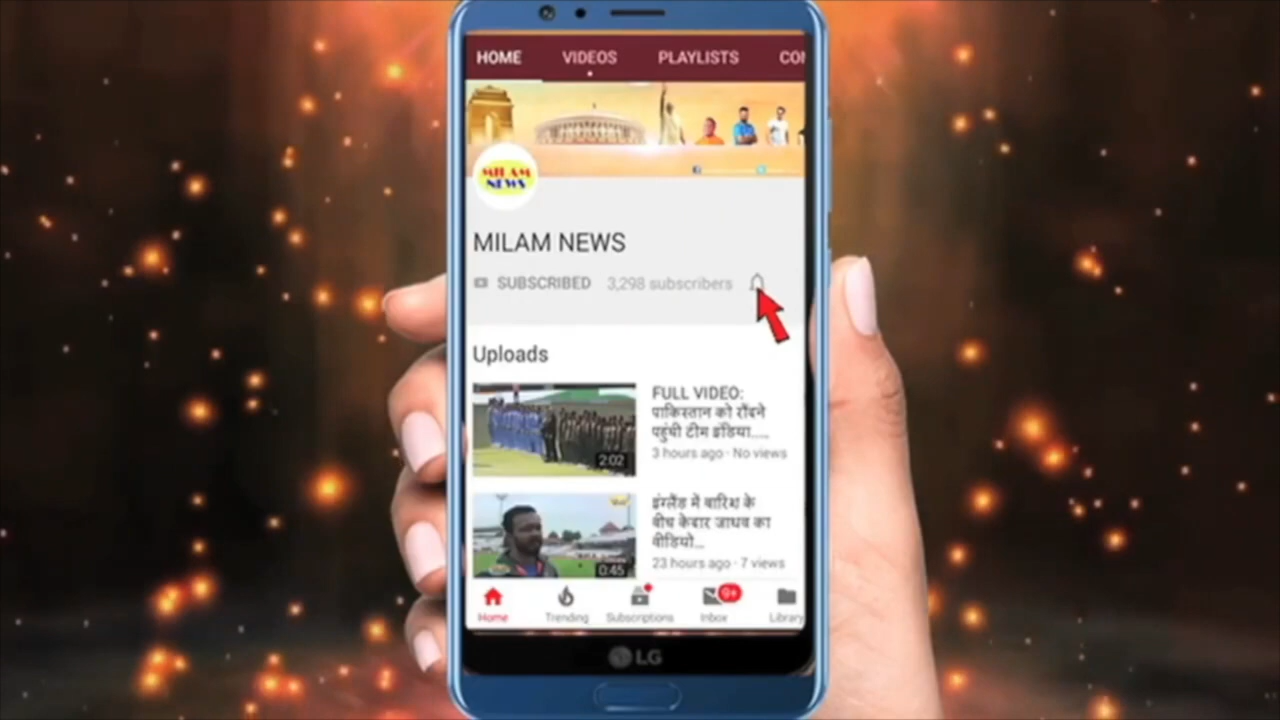 HOME VIDEOS PLAYLISTS
MILAM
NEWS
MILAM NEWS
SUBSCRIBED 3,298 subscribers
Uploads
FULL VIDEO:
पाकिस्तान को रौंदने
पहुंची टीम इंडिया....
3 hours ago · No views
2:02
इंग्लैंड में बारिश के
बीच केदार जाधव का
वीडियो...
23 hours ago · 7 views
0:45
9+
Home Trending Subscriptions Inbox Library
LG